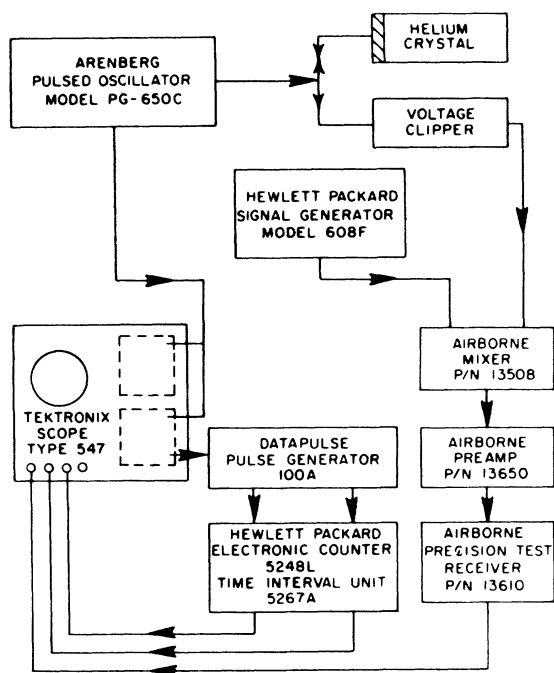 ARENBERG
PULSED OSCILLATOR
MODEL PG-650C
HELIUM
CRYSTAL
VOLTAGE
CLIPPER
HEWLETT PACKARD
SIGNAL GENERATOR
MODEL 608F
AIRBORNE
MIXER
P/N 13508
TEKTRONIX
SCOPE
TYPE 547
DATAPULSE
PULSE GENERATOR
100A
AIRBORNE
PREAMP
P/N 13650
HEWLETT PACKARD
ELECTRONIC COUNTER
5248L
TIME INTERVAL UNIT
5267A
AIRBORNE
PRECISION TEST
RECEIVER
P/N 13610